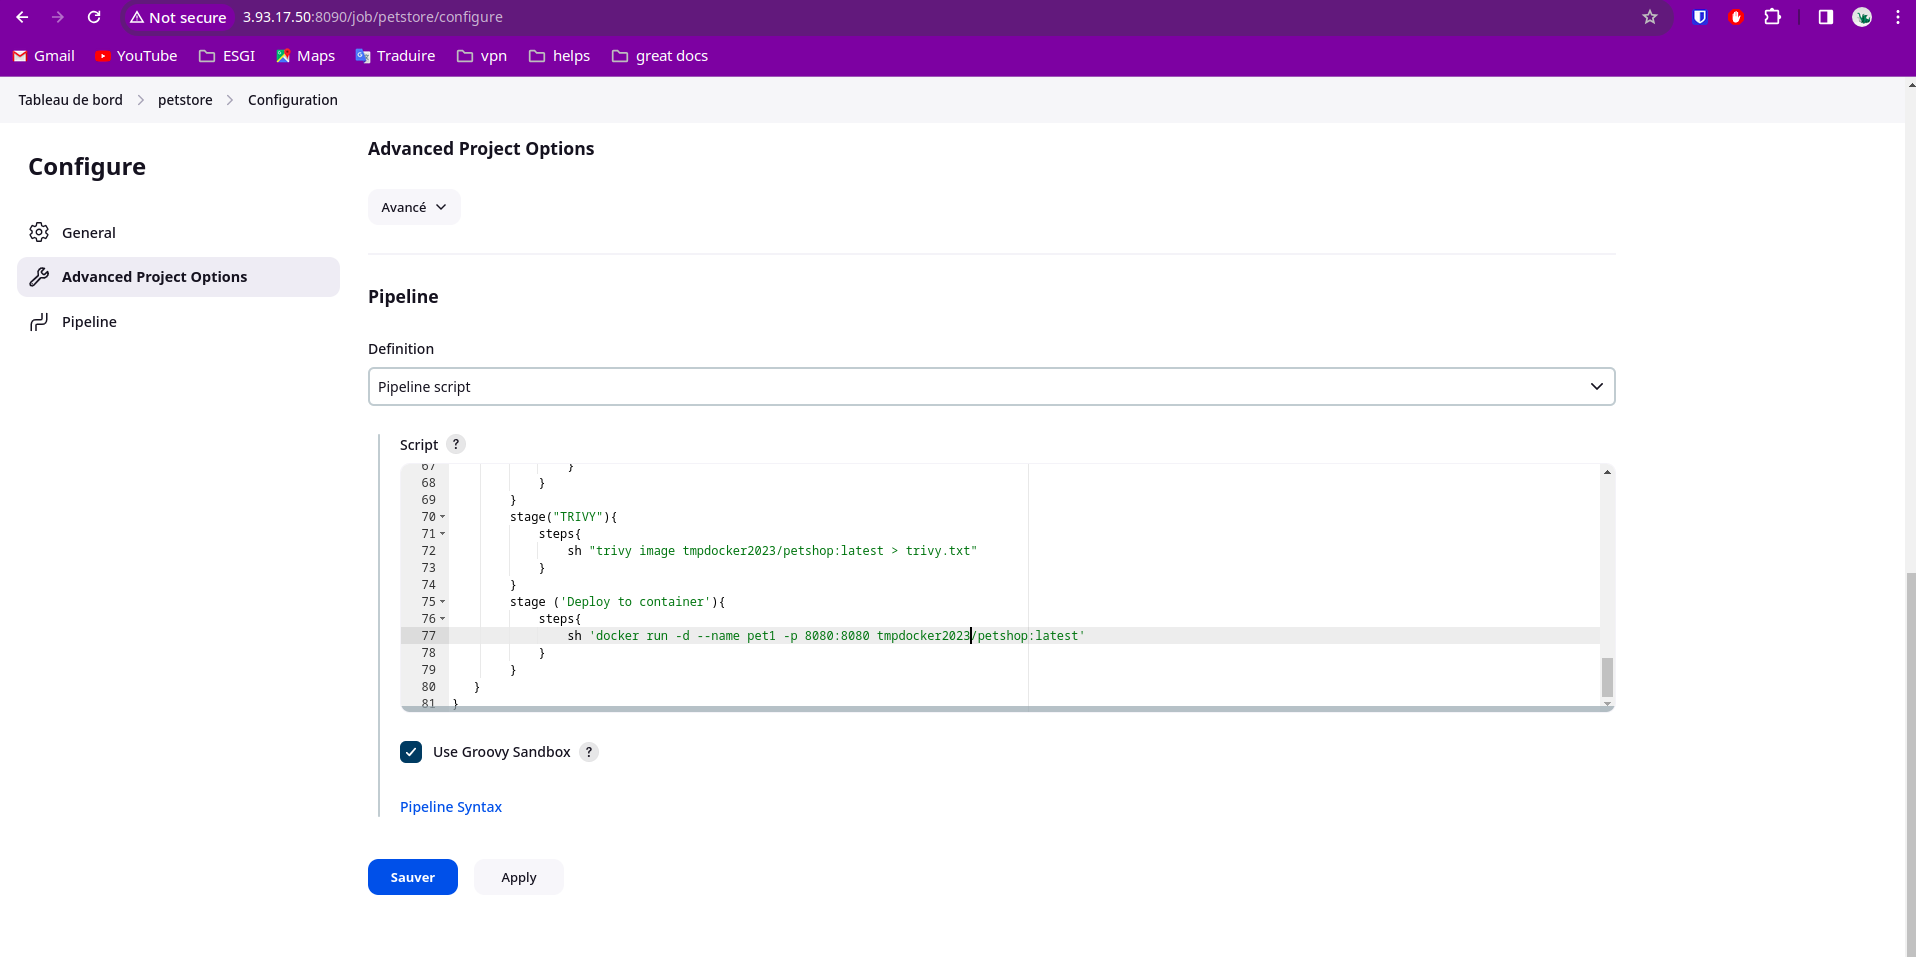 Not secure 3.93.17.50:8090/job/petstore/configure
Gmail YouTube ESGI Maps Traduire vpn helps great docs
Tableau de bord petstore Configuration
Configure
General
Advanced Project Options
Pipeline
Advanced Project Options
Avancé
Pipeline
Definition
Pipeline script
Script ?
67 }
68 }
69 }
70 stage("TRIVY"){
71 steps{
72 sh "trivy image tmpdocker2023/petshop:latest > trivy.txt"
73 }
74 }
75 stage ('Deploy to container'){
76 steps{
77 sh 'docker run -d --name pet1 -p 8080:8080 tmpdocker2023/petshop:latest'
78 }
79 }
80 }
81 }
Use Groovy Sandbox ?
Pipeline Syntax
Sauver Apply